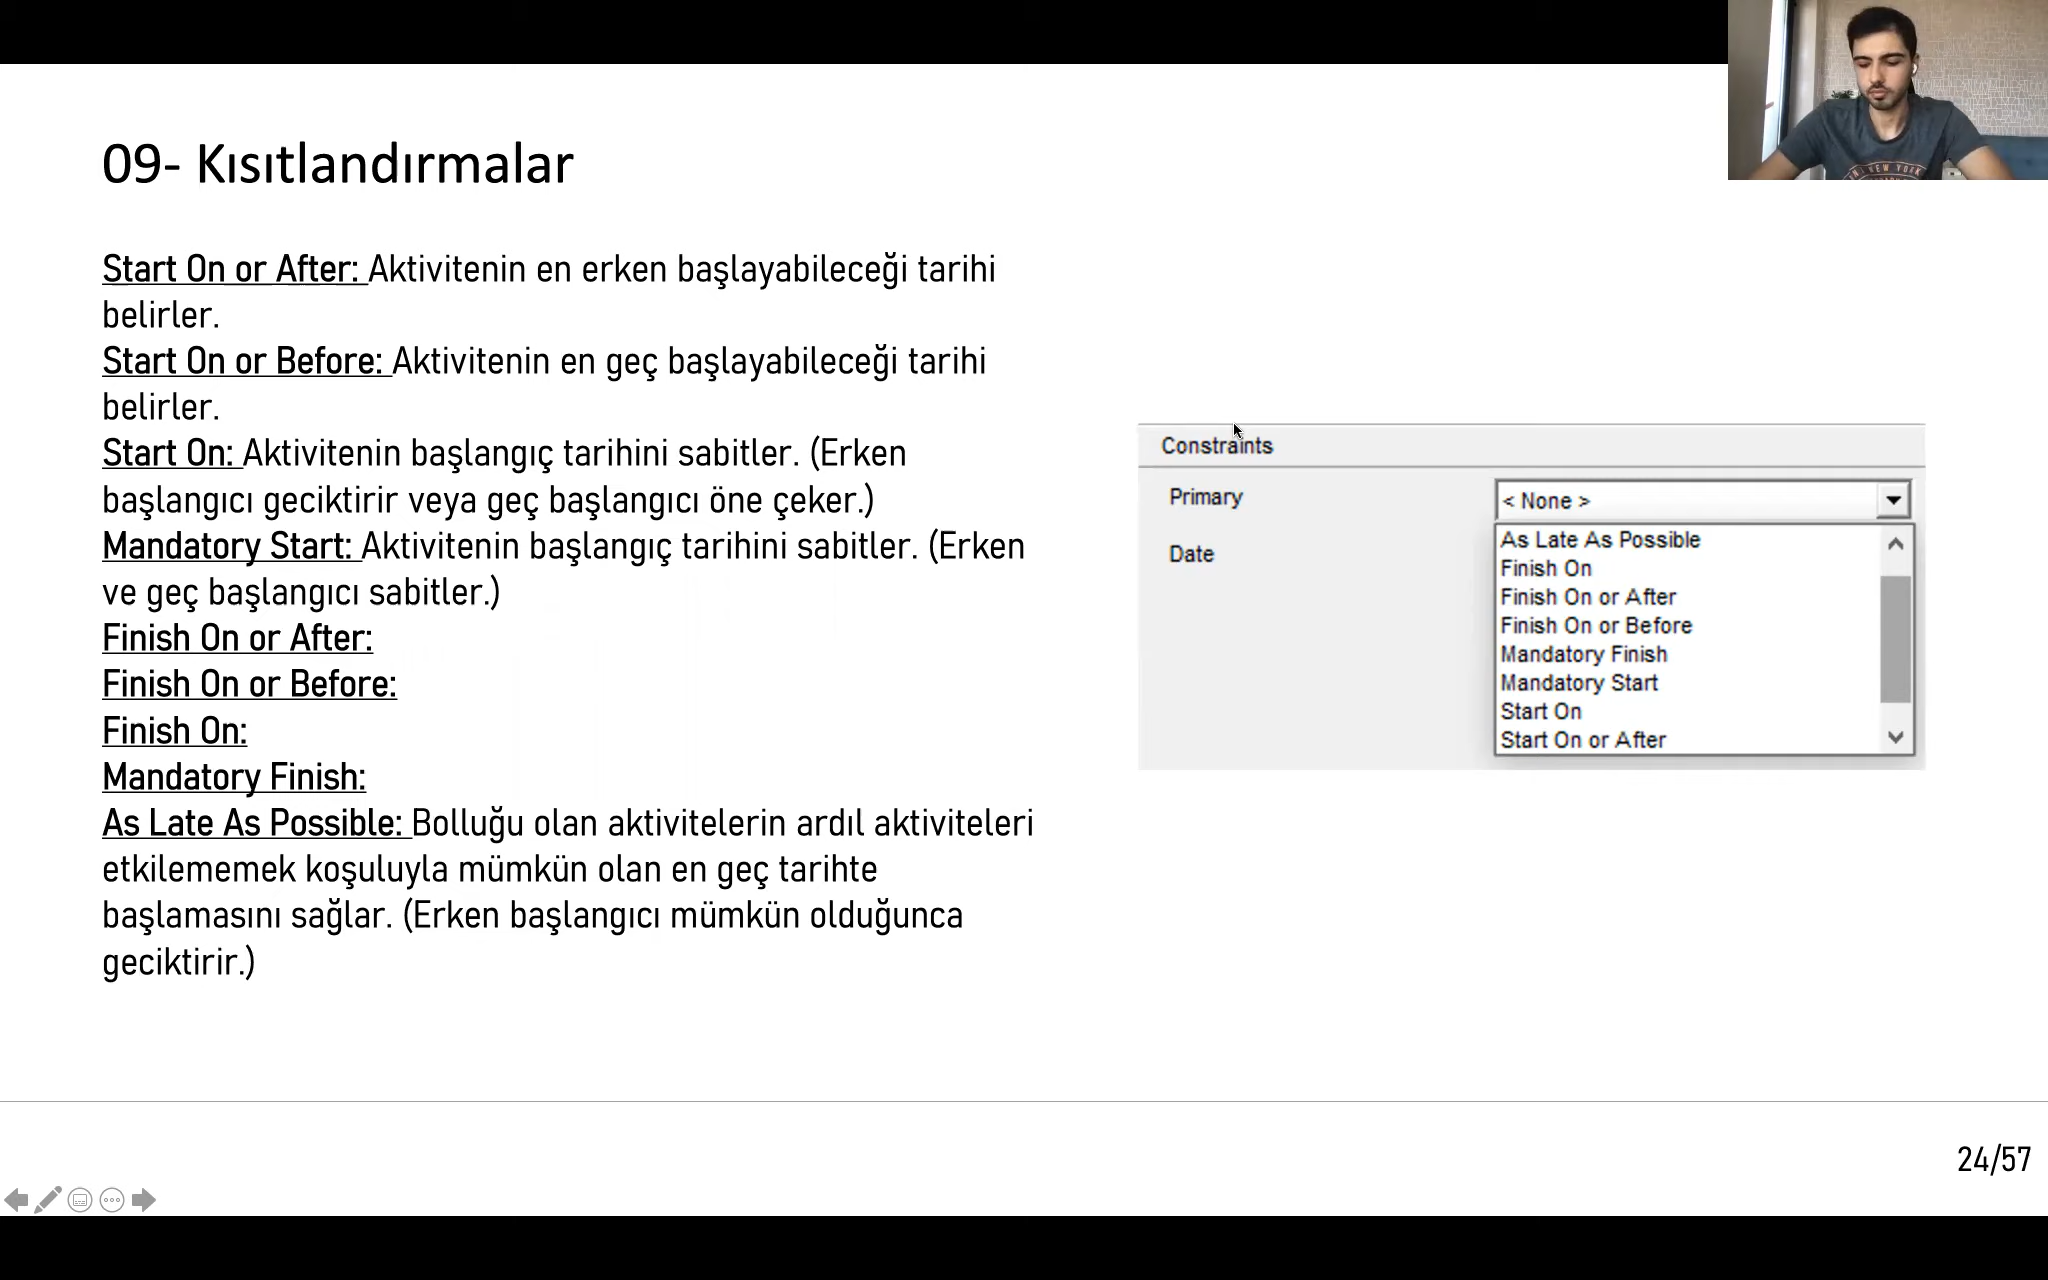 09- Kısıtlandırmalar
Start On or After: Aktivitenin en erken başlayabileceği tarihi
belirler.
Start On or Before: Aktivitenin en geç başlayabileceği tarihi
belirler.
Start On: Aktivitenin başlangıç tarihini sabitler. (Erken
başlangıcı geciktirir veya geç başlangıcı öne çeker.)
Mandatory Start: Aktivitenin başlangıç tarihini sabitler. (Erken
ve geç başlangıcı sabitler.)
Finish On or After:
Finish On or Before:
Finish On:
Mandatory Finish:
As Late As Possible: Bolluğu olan aktivitelerin ardıl aktiviteleri
etkilememek koşuluyla mümkün olan en geç tarihte
başlamasını sağlar. (Erken başlangıcı mümkün olduğunca
geciktirir.)
Constraints
Primary
< None >
Date
As Late As Possible
Finish On
Finish On or After
Finish On or Before
Mandatory Finish
Mandatory Start
Start On
Start On or After
24/57
NEW YORK